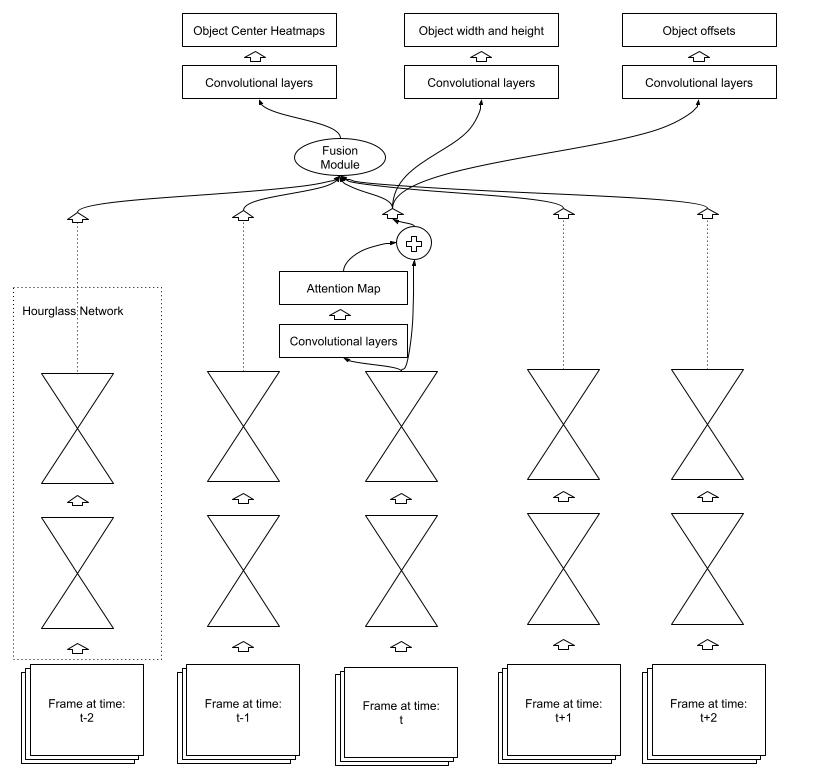 Object Center Heatmaps
Object width and height
Object offsets
Convolutional layers
Convolutional layers
Convolutional layers
Fusion
Module
Attention Map
Hourglass Network
Convolutional layers
Frame at time:
t-2
Frame at time:
t-1
Frame at time:
t
Frame at time:
t+1
Frame at time:
t+2